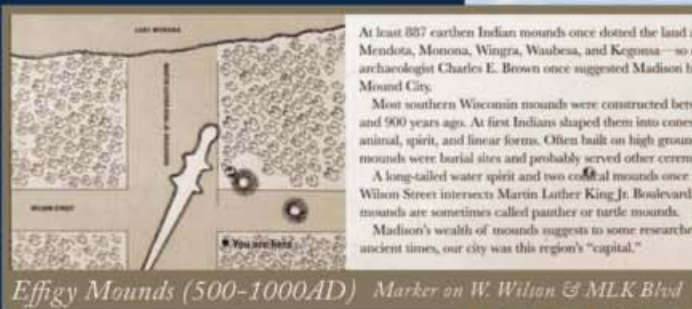 LAKE MONONA
WILSON STREET
You are here
At least 887 earthen Indian mounds once dotted the land a
Mendota, Monona, Wingra, Waubesa, and Kegonsa—so
archaeologist Charles E. Brown once suggested Madison b
Mound City.
Most southern Wisconsin mounds were constructed betw
and 900 years ago. At first Indians shaped them into cones
animal, spirit, and linear forms. Often built on high groun
mounds were burial sites and probably served other cerem
A long-tailed water spirit and two conical mounds once
Wilson Street intersects Martin Luther King Jr. Boulevard
mounds are sometimes called panther or turtle mounds.
Madison's wealth of mounds suggests to some researche
ancient times, our city was this region's "capital."
Effigy Mounds (500-1000AD) Marker on W. Wilson & MLK Blvd